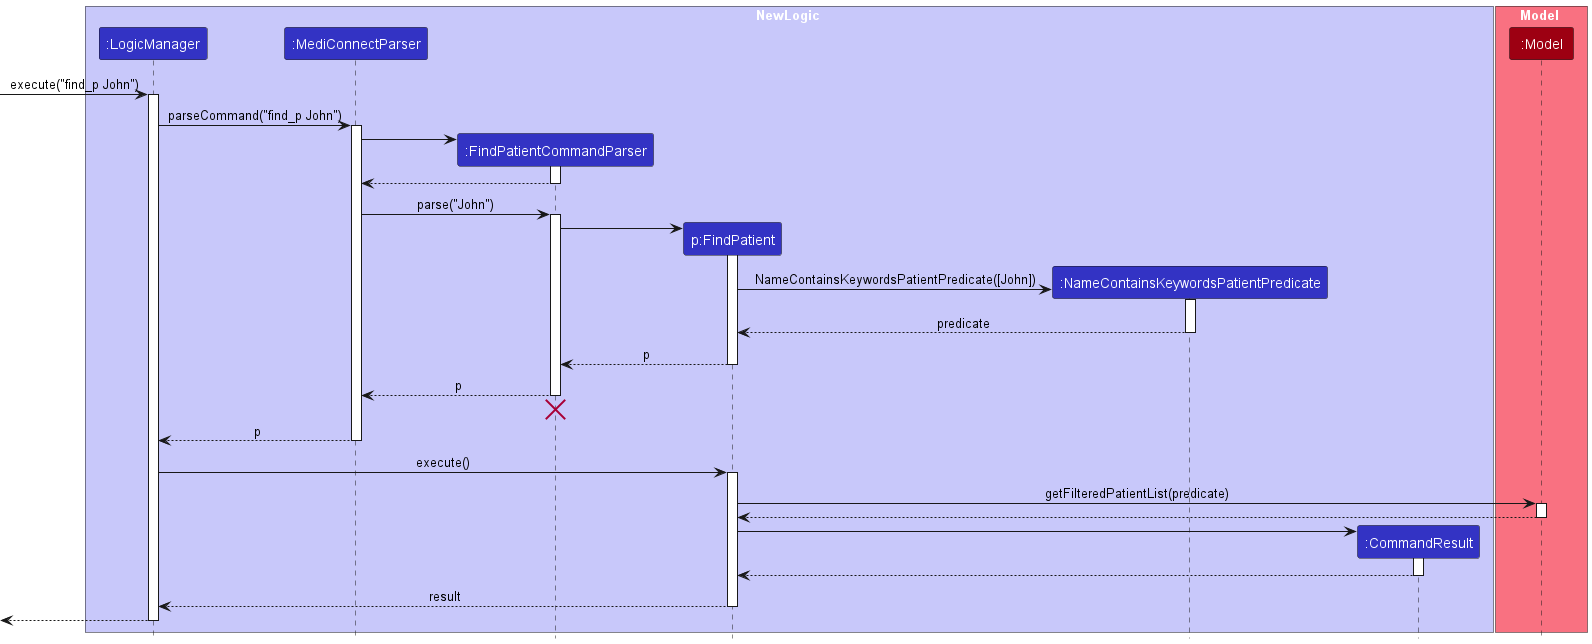 NewLogic
Model
:LogicManager
:MediConnectParser
:Model
execute("find_p John")
parseCommand("find_p John")
:FindPatientCommandParser
parse("John")
p:FindPatient
NameContainsKeywordsPatientPredicate([John])
:NameContainsKeywordsPatientPredicate
predicate
p
p
p
execute()
getFilteredPatientList(predicate)
:CommandResult
result